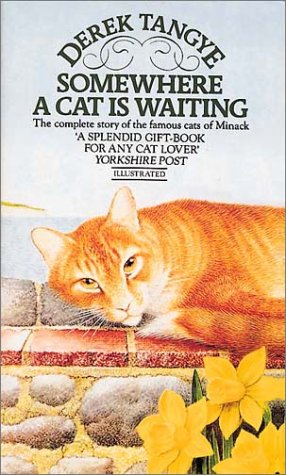 DEREK TANGYE
SOMEWHERE
A CAT IS WAITING
The complete story of the famous cats of Minack
'A SPLENDID GIFT-BOOK
FOR ANY CAT LOVER'
YORKSHIRE POST
ILLUSTRATED